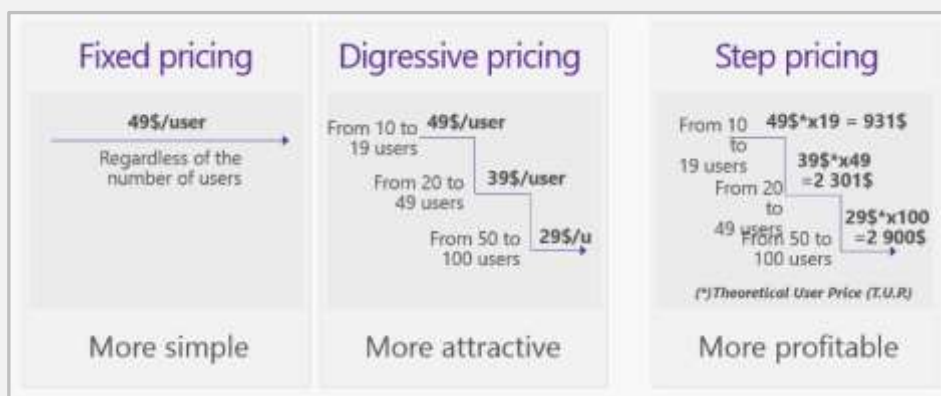 Fixed pricing
49$/user
Regardless of the
number of users
More simple
Digressive pricing
From 10 to
19 users
49$/user
From 20 to
49 users
39$/user
From 50 to
100 users
29$/u
More attractive
Step pricing
From 10
to
19 users
49$*x19 = 931$
From 20
to
49 users
39$*x49
=2 301$
From 50 to
100 users
29$*x100
=2 900$
(*)Theoretical User Price (T.U.R)
More profitable